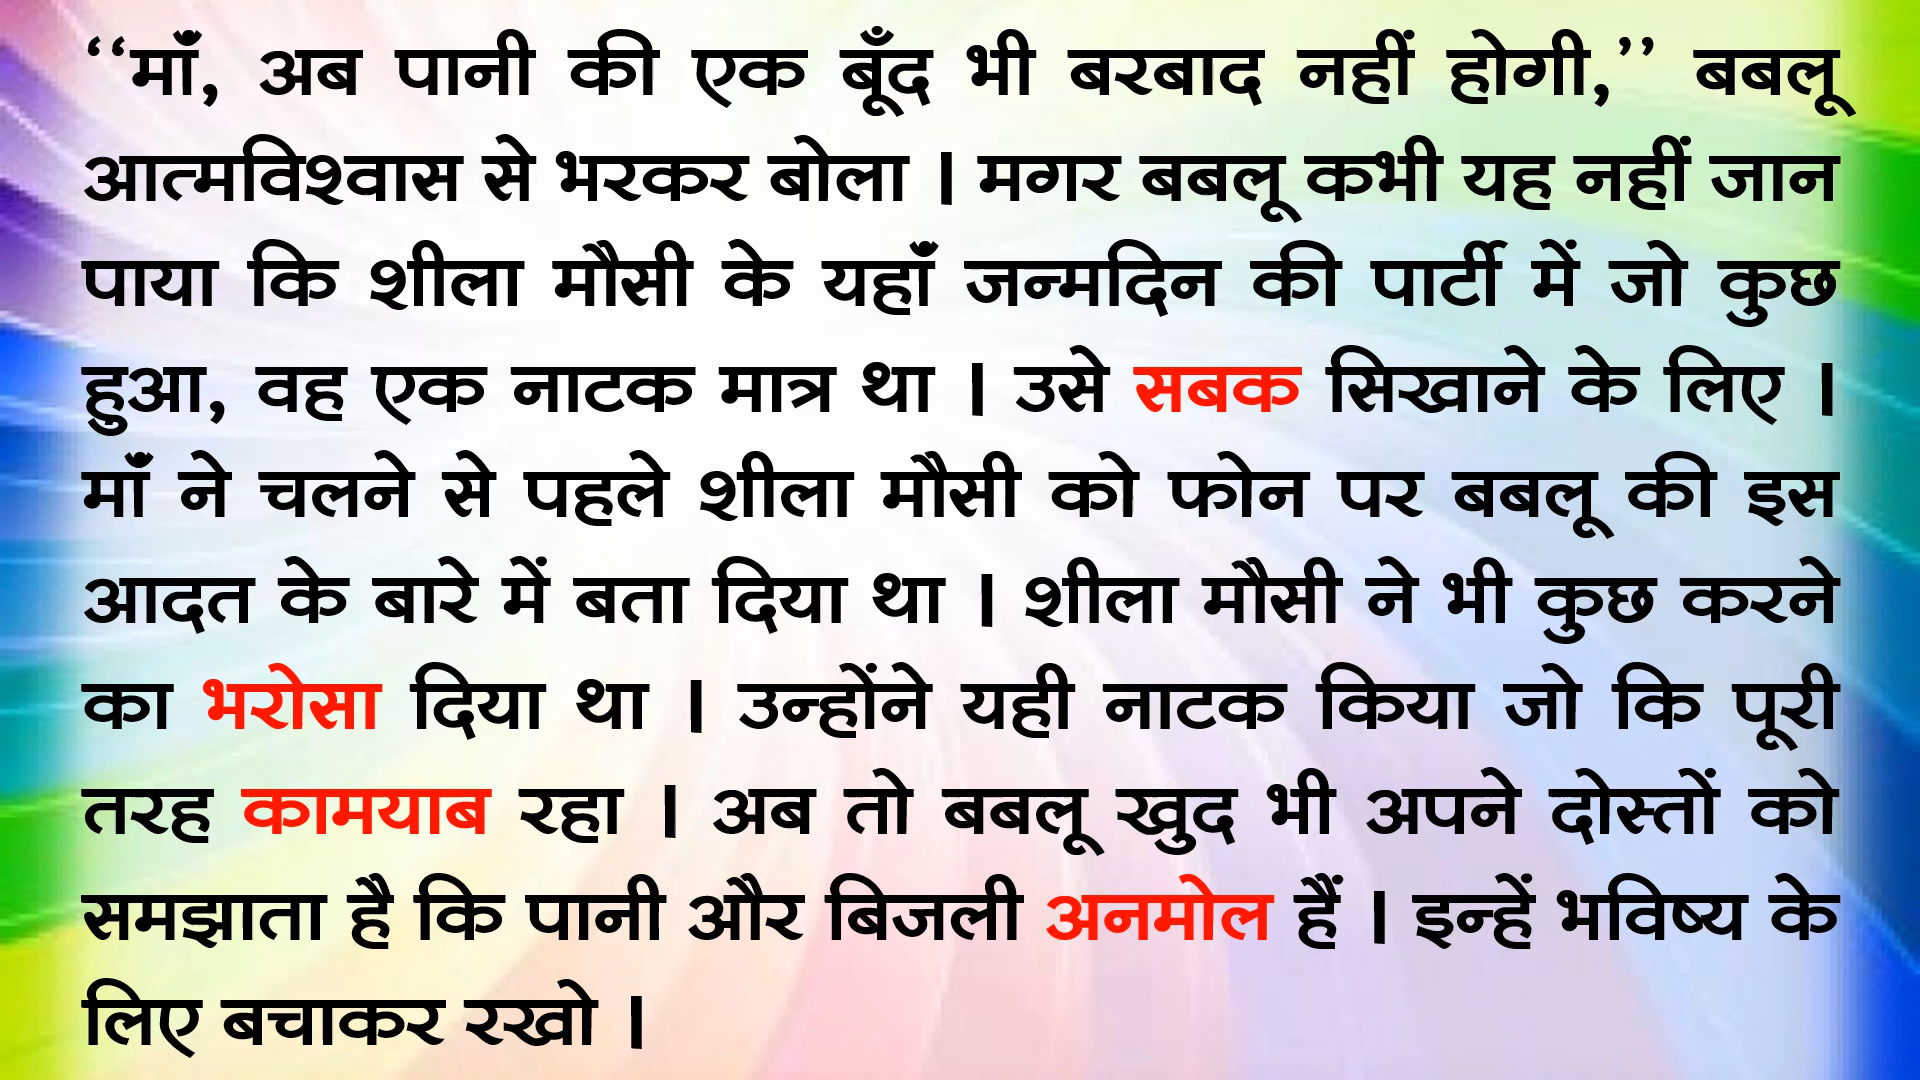 ‘‘माँ, अब पानी की एक बूँद भी बरबाद नहीं होगी,’’ बबलू
आत्मविश्वास से भरकर बोला । मगर बबलू कभी यह नहीं जान
पाया कि शीला मौसी के यहाँ जन्मदिन की पार्टी में जो कुछ
हुआ, वह एक नाटक मात्र था । उसे सबक सिखाने के लिए ।
माँ ने चलने से पहले शीला मौसी को फोन पर बबलू की इस
आदत के बारे में बता दिया था । शीला मौसी ने भी कुछ करने
का भरोसा दिया था । उन्होंने यही नाटक किया जो कि पूरी
तरह कामयाब रहा । अब तो बबलू खुद भी अपने दोस्तों को
समझाता है कि पानी और बिजली अनमोल हैं । इन्हें भविष्य के
लिए बचाकर रखो ।